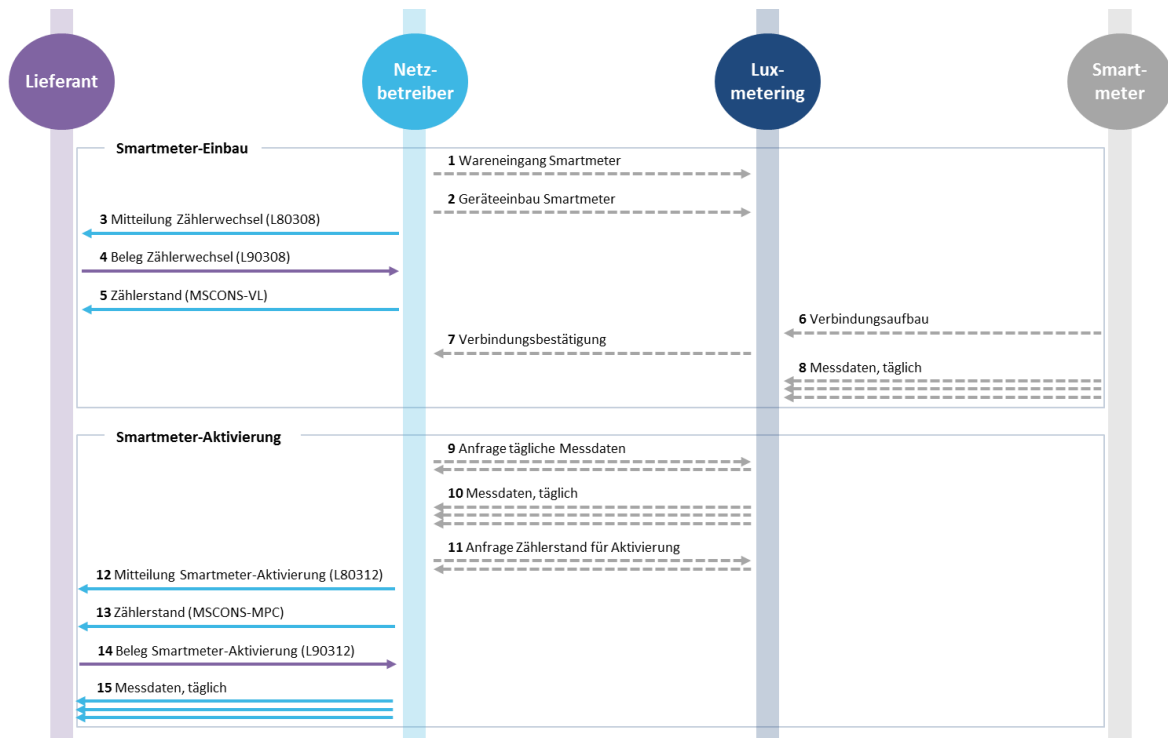 Lieferant
Netz-
betreiber
Lux-
metering
Smart-
meter
Smartmeter-Einbau
1 Wareneingang Smartmeter
2 Geräteeinbau Smartmeter
3 Mitteilung Zählerwechsel (L80308)
4 Beleg Zählerwechsel (L90308)
5 Zählerstand (MSCONS-VL)
6 Verbindungsaufbau
7 Verbindungsbestätigung
8 Messdaten, täglich
Smartmeter-Aktivierung
9 Anfrage tägliche Messdaten
10 Messdaten, täglich
11 Anfrage Zählerstand für Aktivierung
12 Mitteilung Smartmeter-Aktivierung (L80312)
13 Zählerstand (MSCONS-MPC)
14 Beleg Smartmeter-Aktivierung (L90312)
15 Messdaten, täglich